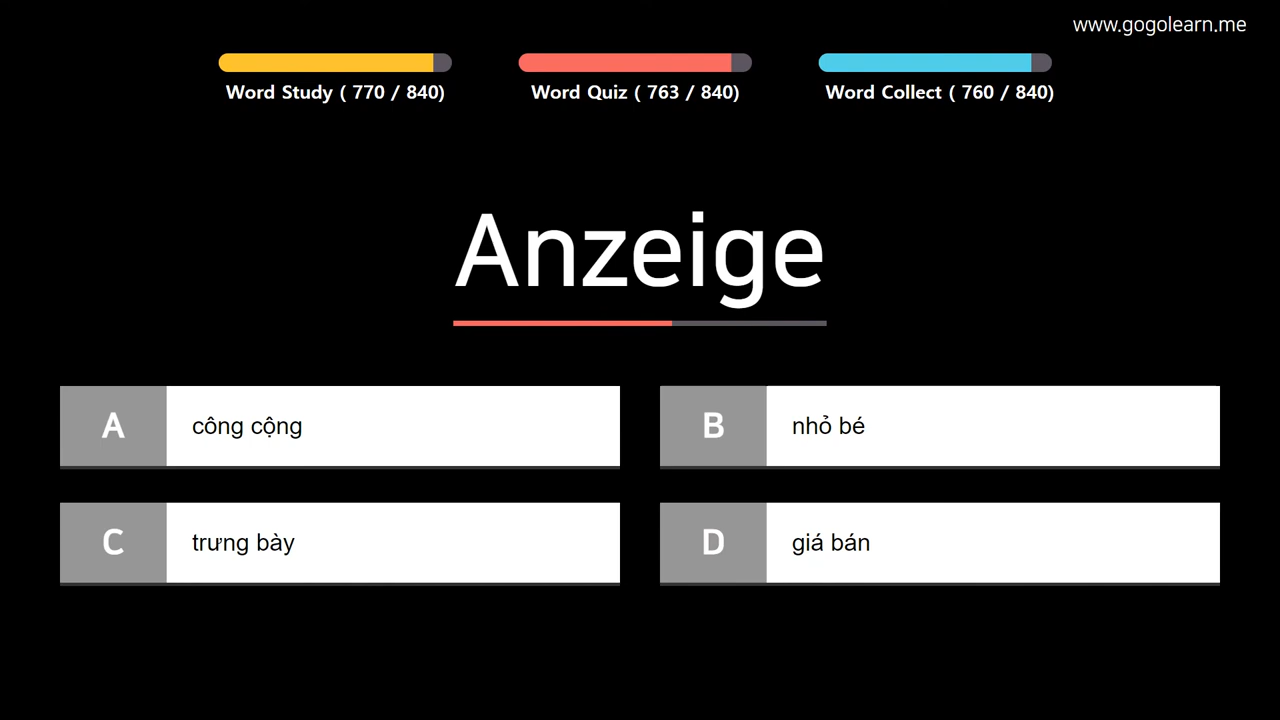 www.gogolearn.me
Word Study ( 770 / 840)
Word Quiz ( 763 / 840)
Word Collect ( 760 / 840)
Anzeige
A công cộng
B nhỏ bé
C trưng bày
D giá bán